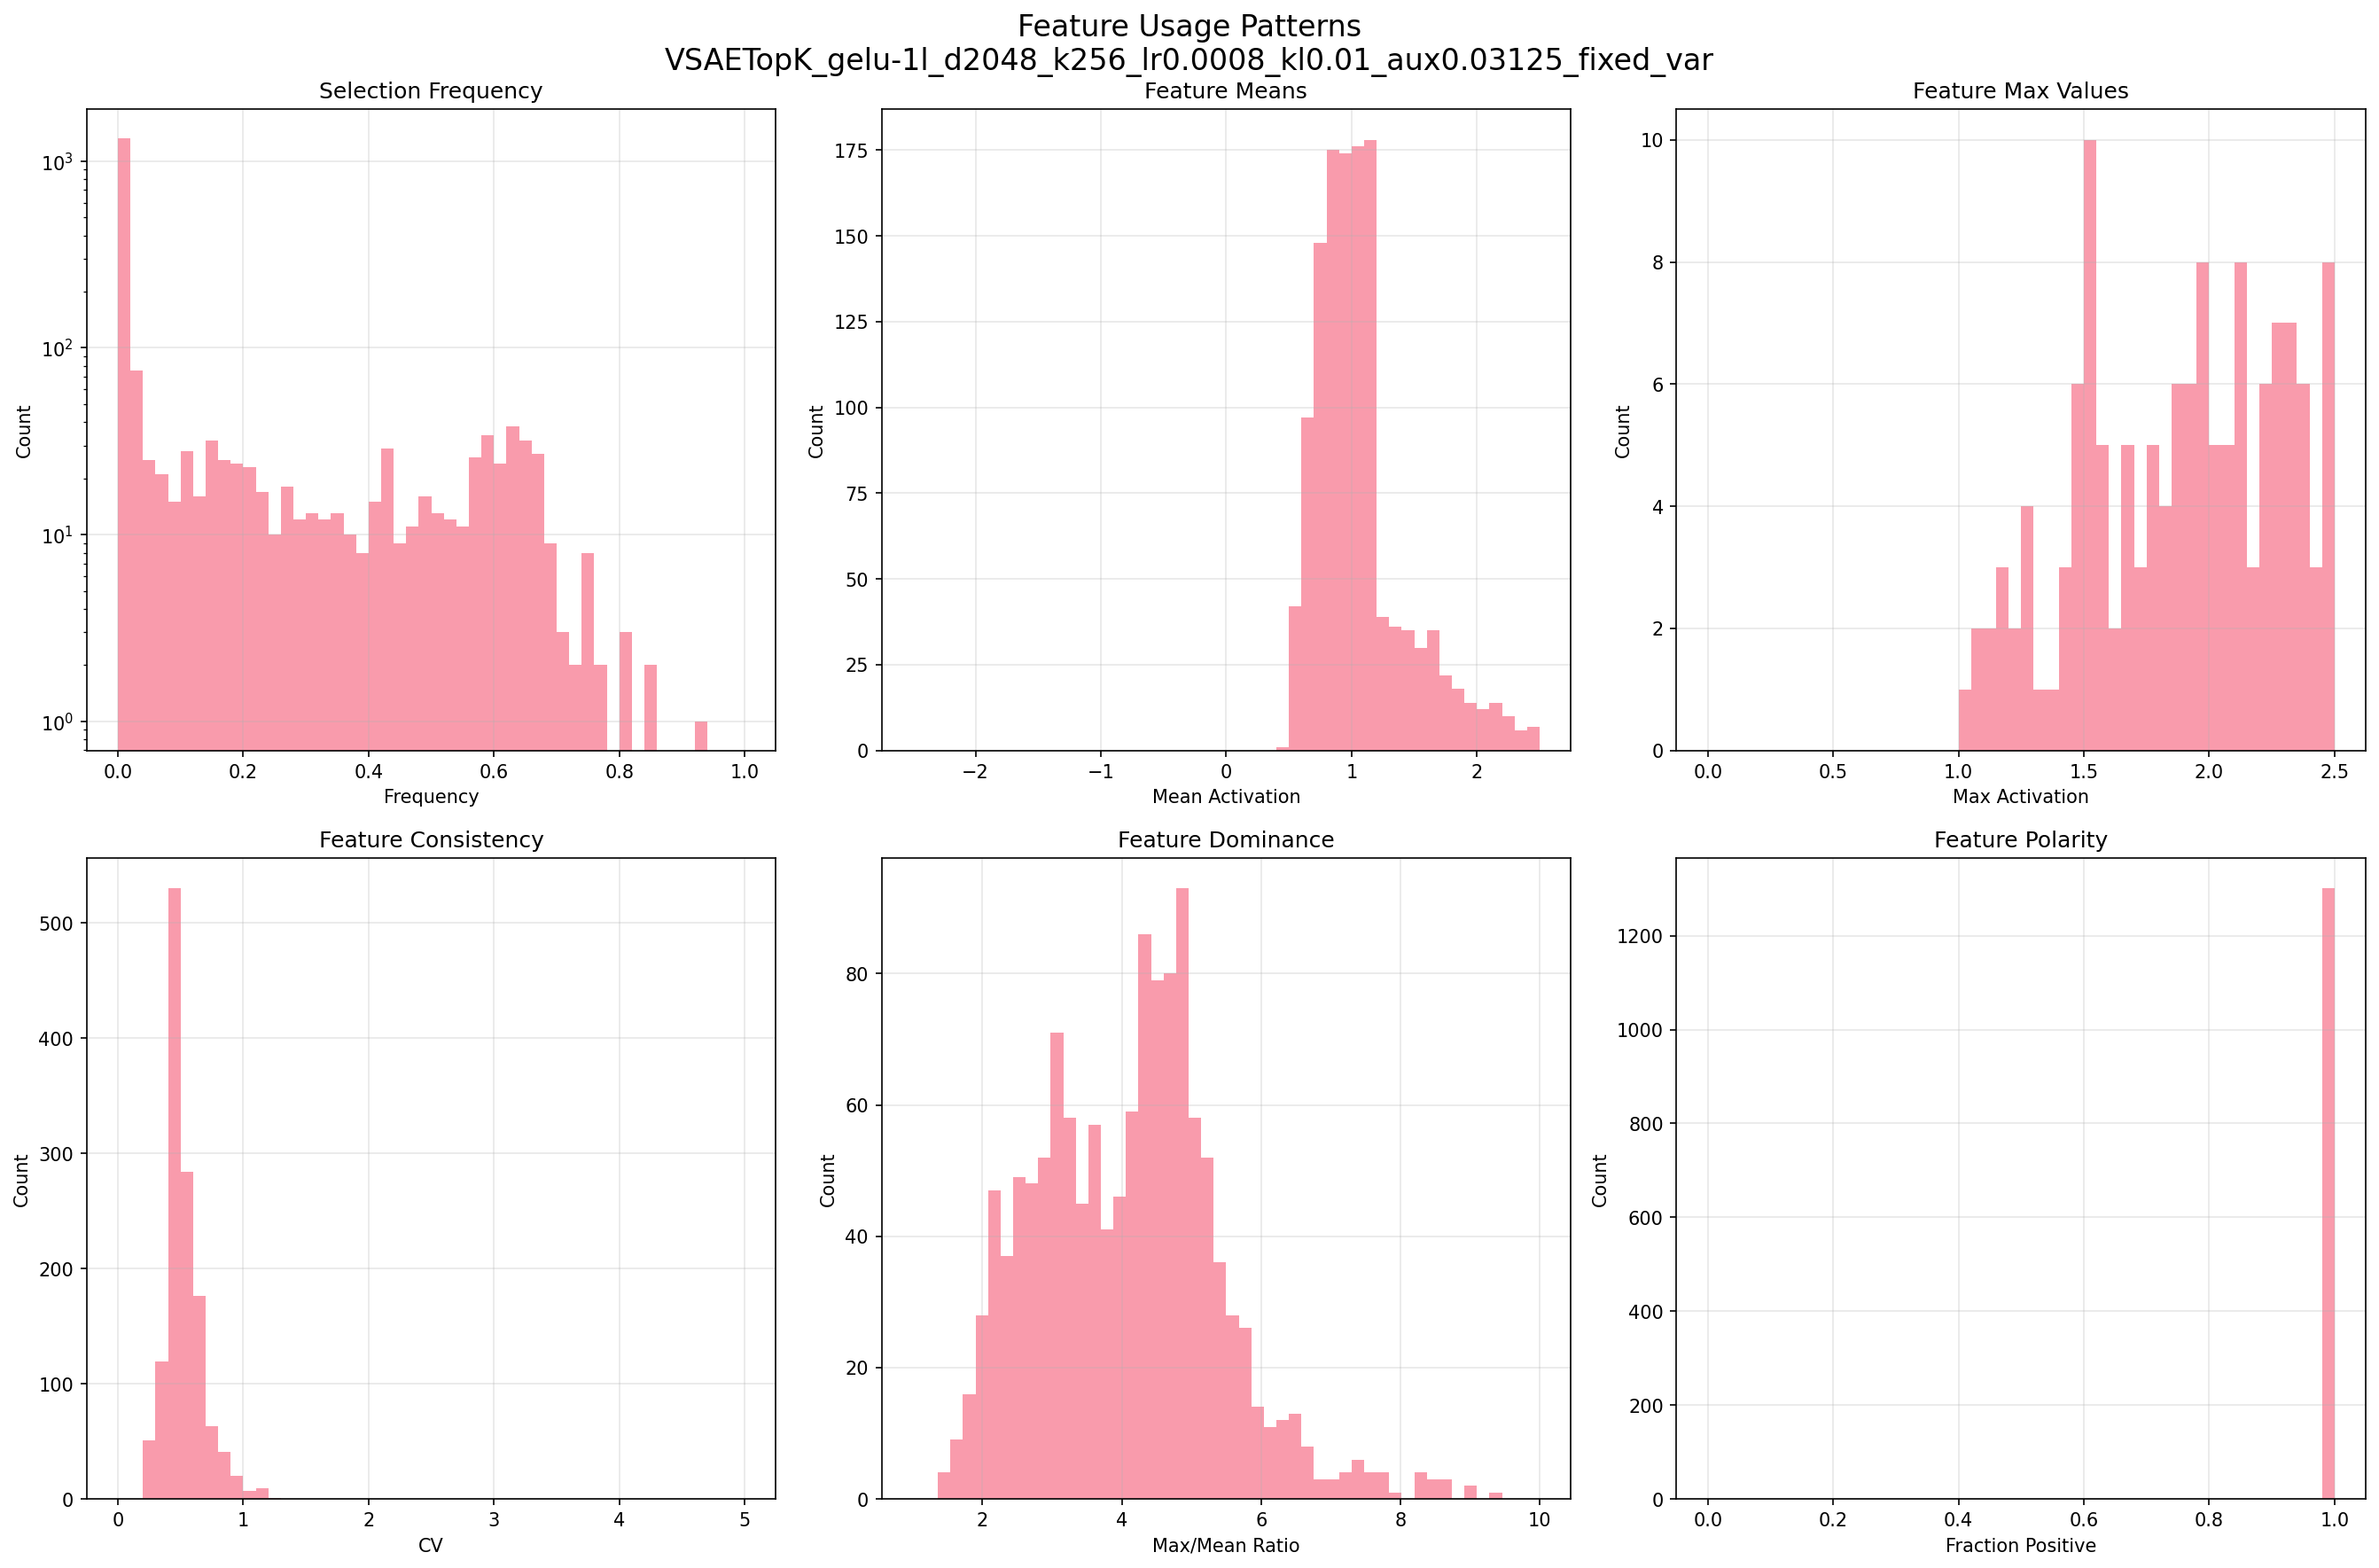 Feature Usage Patterns
VSAETopK_gelu-1l_d2048_k256_lr0.0008_kl0.01_aux0.03125_fixed_var
Selection Frequency
Count
10³
10²
10¹
10⁰
0.0 0.2 0.4 0.6 0.8 1.0
Frequency
Feature Means
Count
175
150
125
100
75
50
25
0
−2 −1 0 1 2
Mean Activation
Feature Max Values
Count
10
8
6
4
2
0
0.0 0.5 1.0 1.5 2.0 2.5
Max Activation
Feature Consistency
Count
500
400
300
200
100
0
0 1 2 3 4 5
CV
Feature Dominance
Count
80
60
40
20
0
2 4 6 8 10
Max/Mean Ratio
Feature Polarity
Count
1200
1000
800
600
400
200
0
0.0 0.2 0.4 0.6 0.8 1.0
Fraction Positive